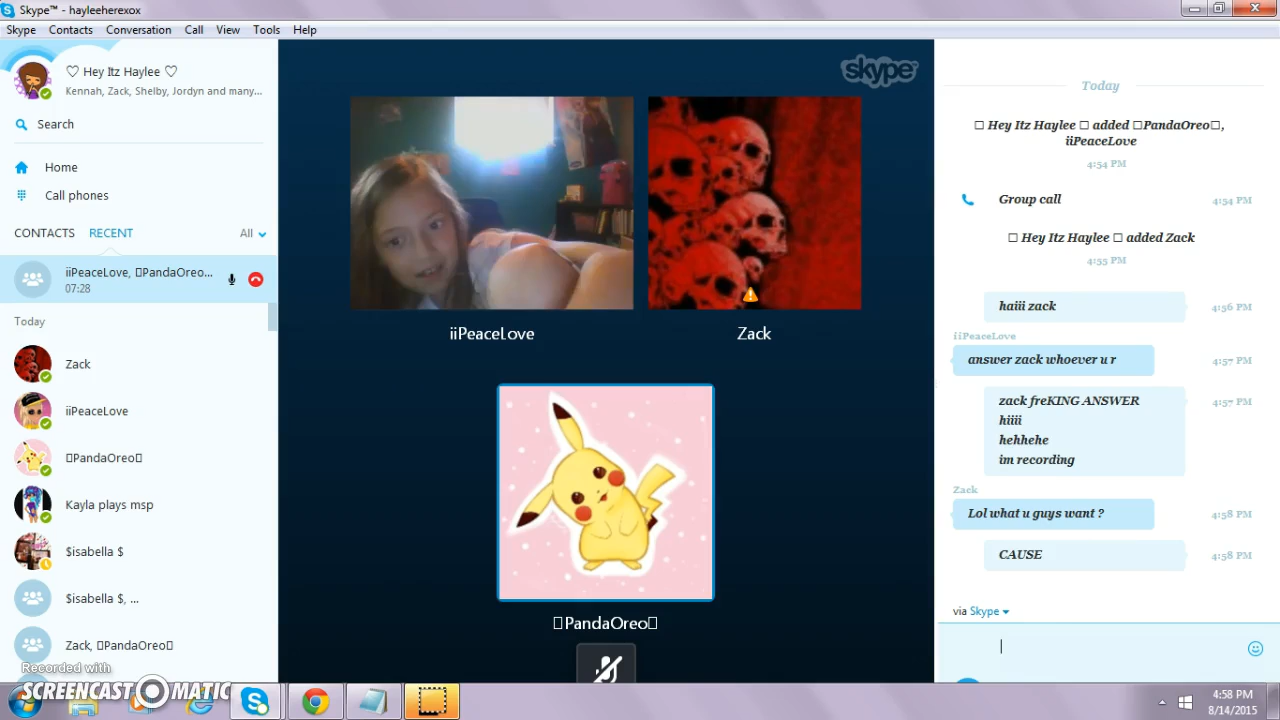 Skype™ - hayleeherexox
Skype Contacts Conversation Call View Tools Help
♡ Hey Itz Haylee ♡
Kennah, Zack, Shelby, Jordyn and many...
Search
Home
Call phones
CONTACTS RECENT All
iiPeaceLove, □PandaOreo...
07:28
Today
Zack
iiPeaceLove
□PandaOreo□
Kayla plays msp
$isabella $
$isabella $, ...
Zack, □PandaOreo□
Recorded with
SCREENCAST-O-MATIC
skype
iiPeaceLove
Zack
□PandaOreo□
Today
□ Hey Itz Haylee □ added □PandaOreo□,
iiPeaceLove
4:54 PM
Group call 4:54 PM
□ Hey Itz Haylee □ added Zack
4:55 PM
haiii zack 4:56 PM
iiPeaceLove
answer zack whoever u r 4:57 PM
zack freKING ANSWER 4:57 PM
hiiii
hehhehe
im recording
Zack
Lol what u guys want ? 4:58 PM
CAUSE 4:58 PM
via Skype
4:58 PM
8/14/2015